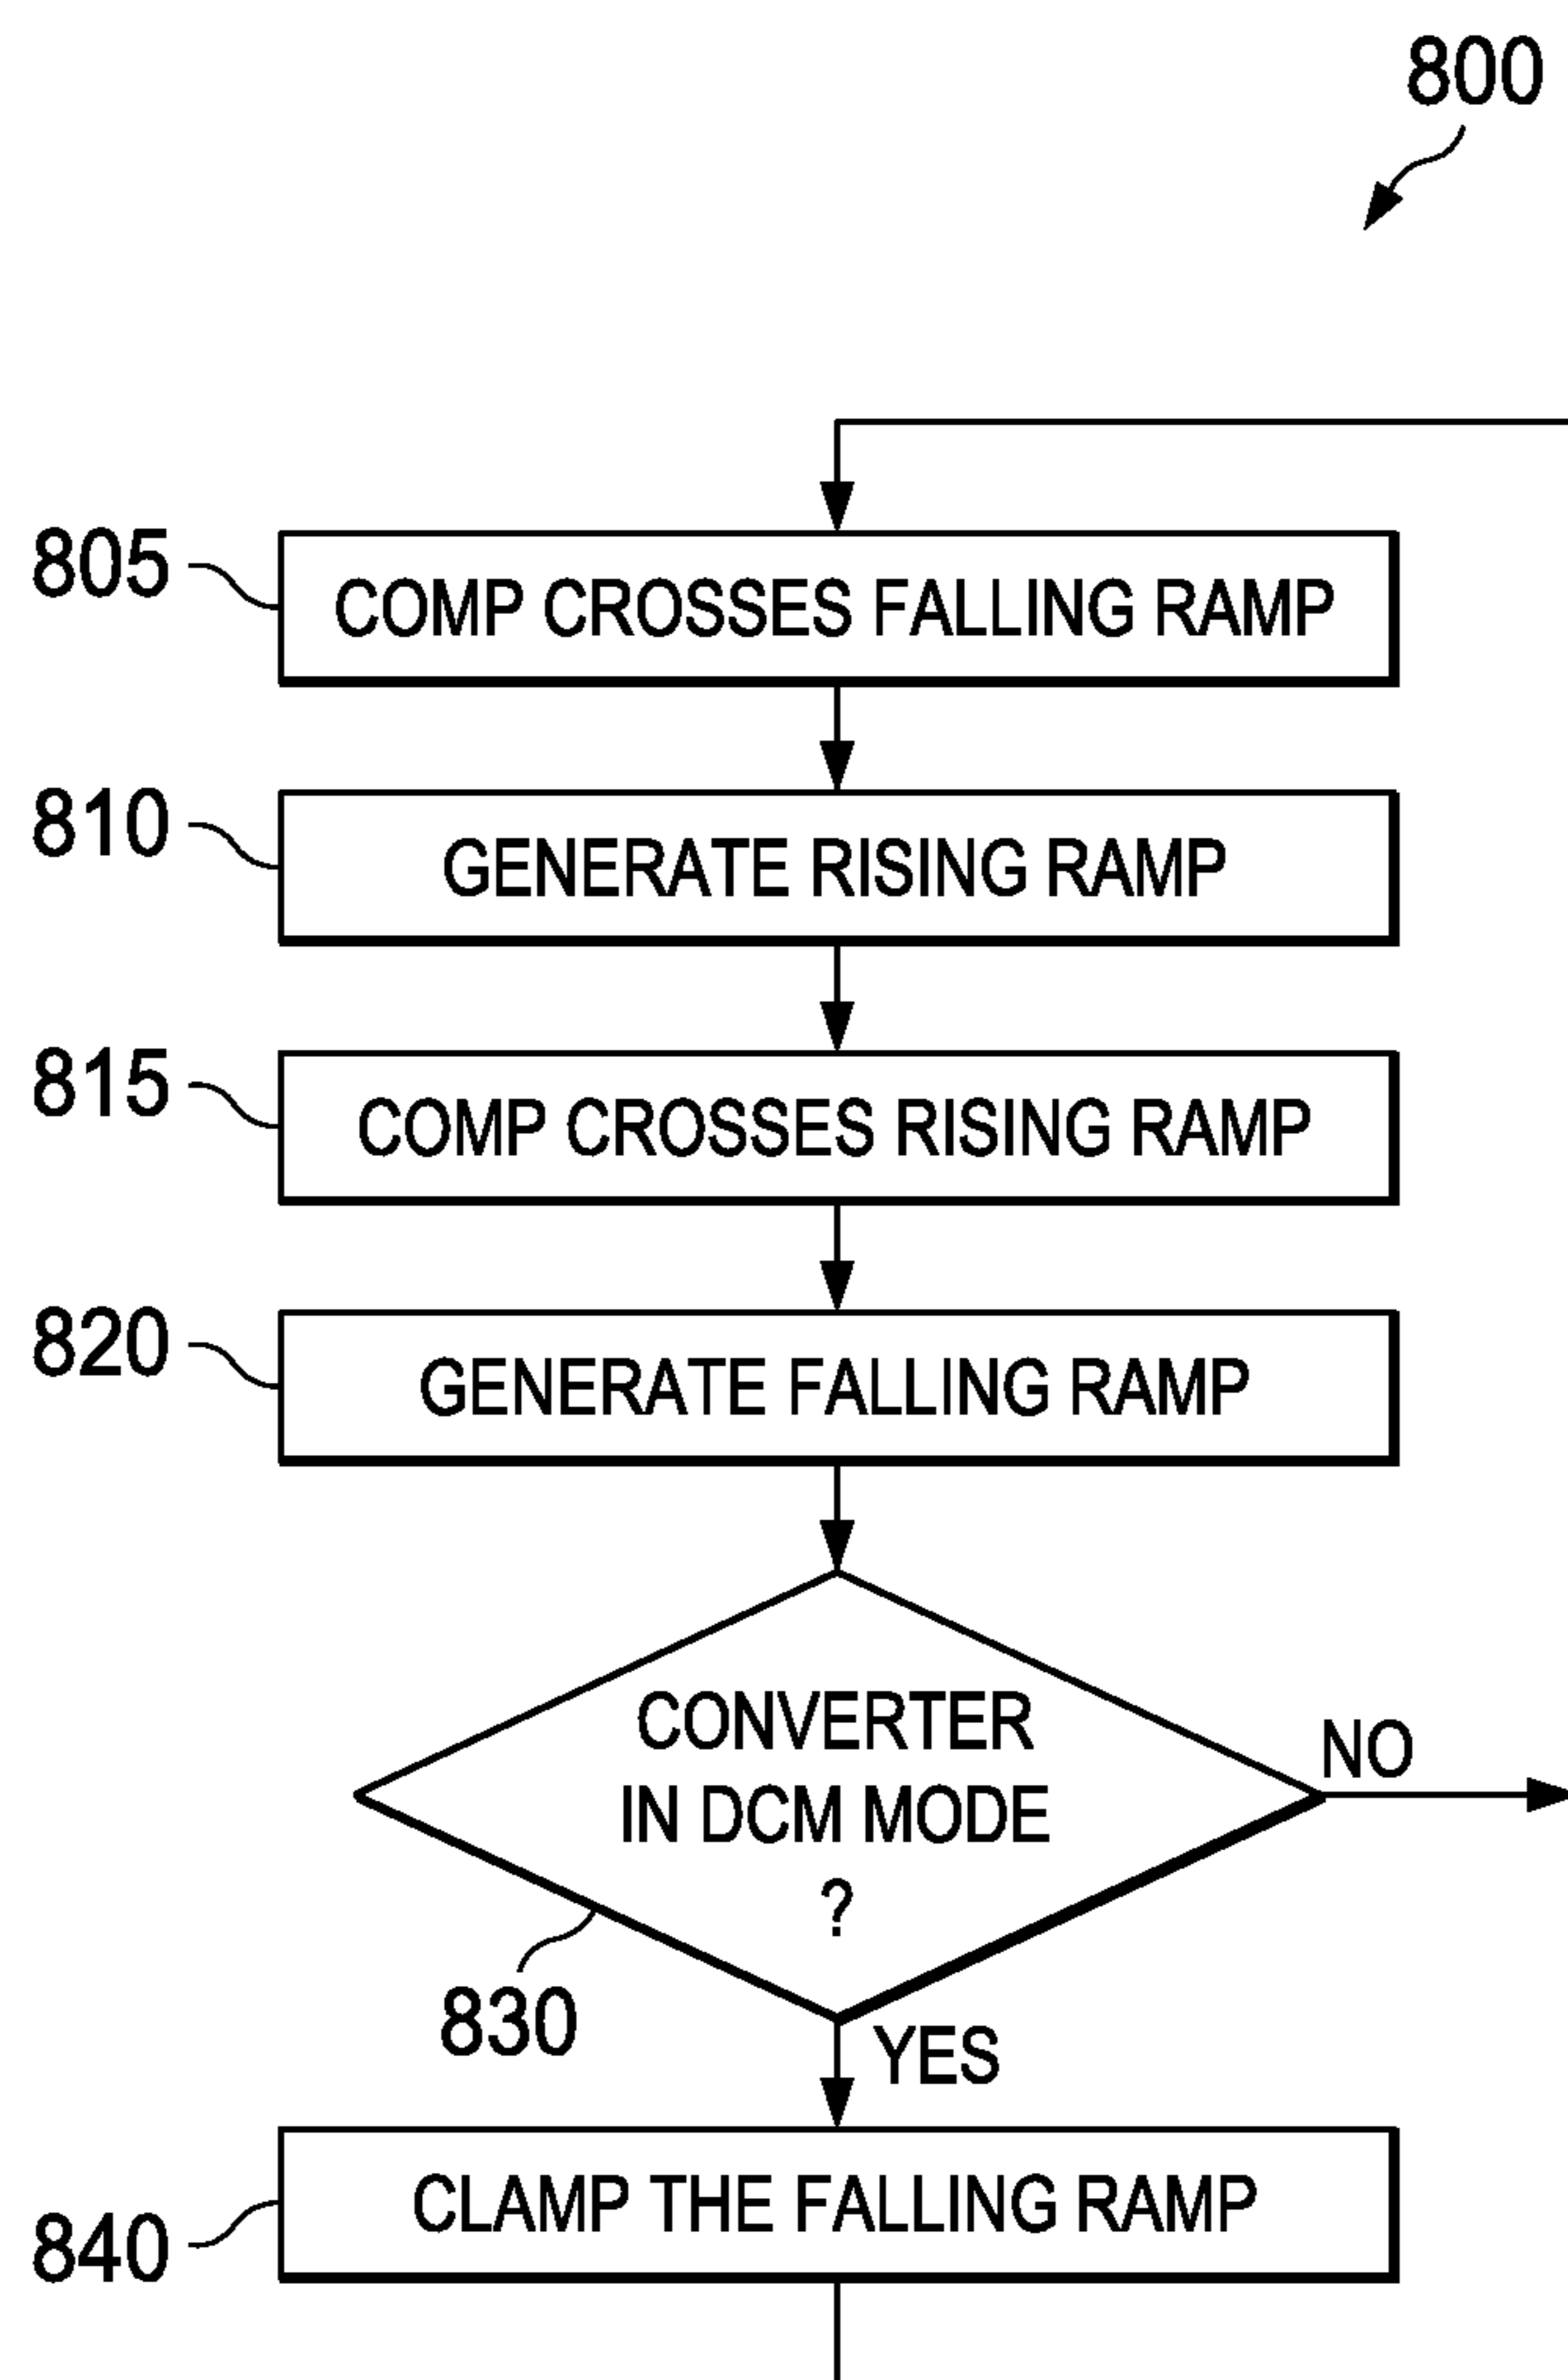 800
805
COMP CROSSES FALLING RAMP
810
GENERATE RISING RAMP
815
COMP CROSSES RISING RAMP
820
GENERATE FALLING RAMP
CONVERTER
IN DCM MODE
?
NO
830
YES
CLAMP THE FALLING RAMP
840